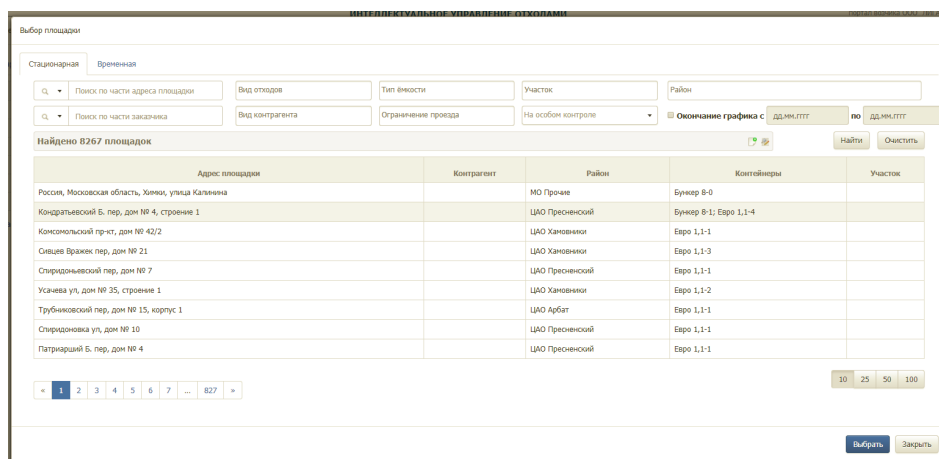 ИНТЕЛЛЕКТУАЛЬНОЕ УПРАВЛЕНИЕ ОТХОДАМИ
Выбор площадки
Стационарная Временная
Поиск по части адреса площадки Вид отходов Тип ёмкости Участок Район
Поиск по части заказчика Вид контрагента Ограничение проезда На особом контроле Окончание графика с дд.мм.гггг по дд.мм.гггг
Найдено 8267 площадок Найти Очистить
Адрес площадки Контрагент Район Контейнеры Участок
Россия, Московская область, Химки, улица Калинина МО Прочие Бункер 8-0
Кондратьевский Б. пер, дом № 4, строение 1 ЦАО Пресненский Бункер 8-1; Евро 1,1-4
Комсомольский пр-кт, дом № 42/2 ЦАО Хамовники Евро 1,1-1
Сивцев Вражек пер, дом № 21 ЦАО Хамовники Евро 1,1-3
Спиридоньевский пер, дом № 7 ЦАО Пресненский Евро 1,1-1
Усачева ул, дом № 35, строение 1 ЦАО Хамовники Евро 1,1-2
Трубниковский пер, дом № 15, корпус 1 ЦАО Арбат Евро 1,1-1
Спиридоновка ул, дом № 10 ЦАО Пресненский Евро 1,1-1
Патриарший Б. пер, дом № 4 ЦАО Пресненский Евро 1,1-1
« 1 2 3 4 5 6 7 ... 827 » 10 25 50 100
Выбрать Закрыть